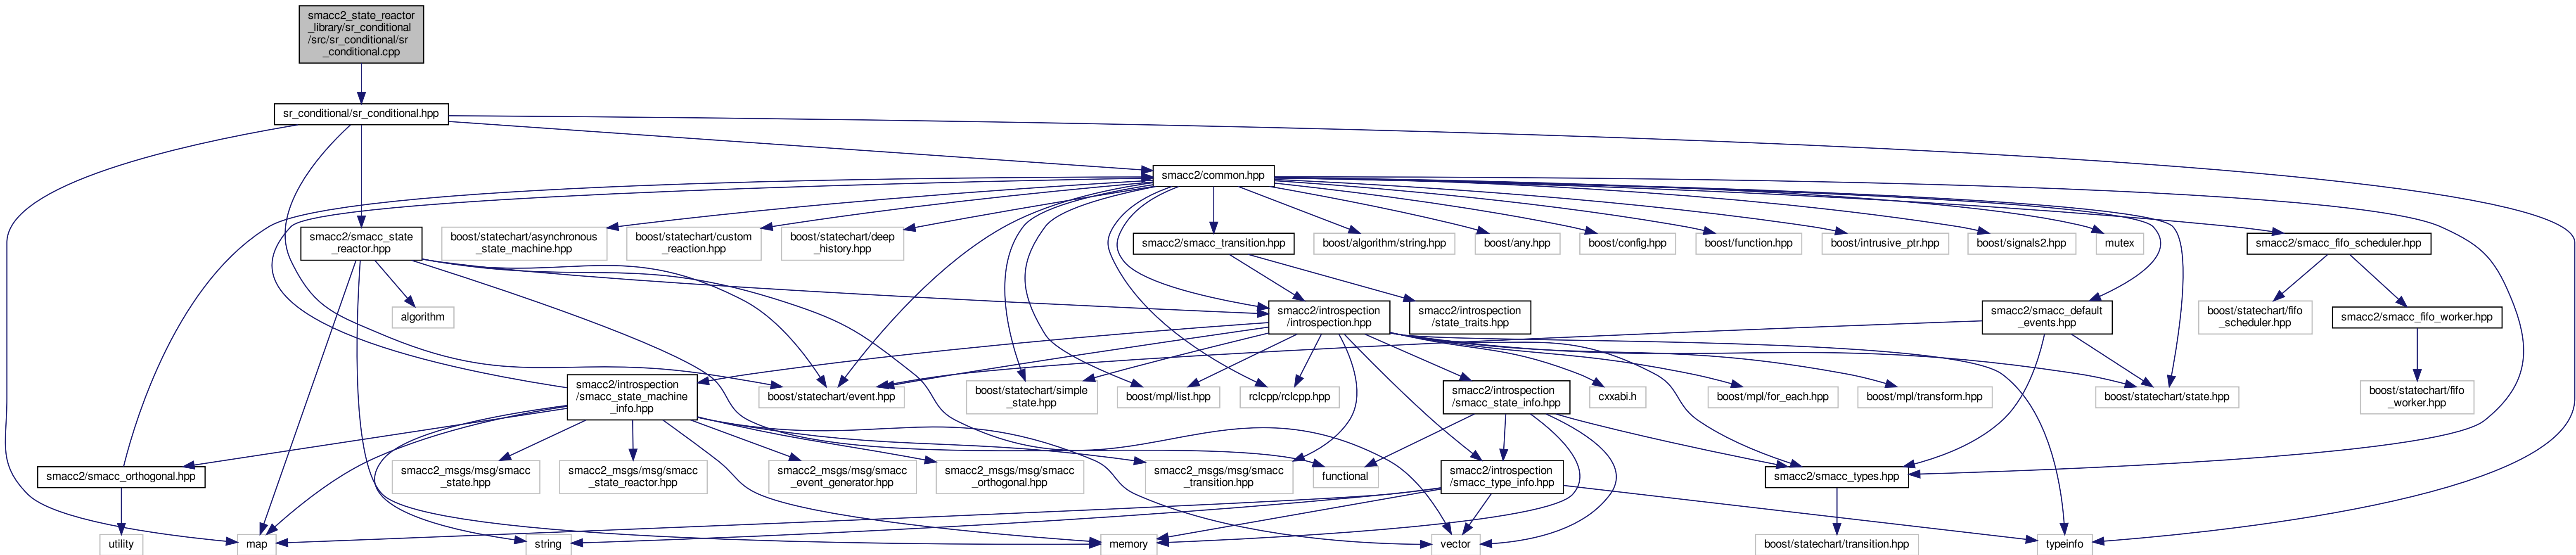 smacc2_state_reactor
_library/sr_conditional
/src/sr_conditional/sr
_conditional.cpp
sr_conditional/sr_conditional.hpp
smacc2/common.hpp
smacc2/smacc_state
_reactor.hpp
boost/statechart/asynchronous
_state_machine.hpp
boost/statechart/custom
_reaction.hpp
boost/statechart/deep
_history.hpp
smacc2/smacc_transition.hpp
boost/algorithm/string.hpp
boost/any.hpp
boost/config.hpp
boost/function.hpp
boost/intrusive_ptr.hpp
boost/signals2.hpp
mutex
smacc2/smacc_fifo_scheduler.hpp
algorithm
smacc2/introspection
/introspection.hpp
smacc2/introspection
/state_traits.hpp
smacc2/smacc_default
_events.hpp
boost/statechart/fifo
_scheduler.hpp
smacc2/smacc_fifo_worker.hpp
smacc2/introspection
/smacc_state_machine
_info.hpp
boost/statechart/event.hpp
boost/statechart/simple
_state.hpp
boost/mpl/list.hpp
rclcpp/rclcpp.hpp
smacc2/introspection
/smacc_state_info.hpp
cxxabi.h
boost/mpl/for_each.hpp
boost/mpl/transform.hpp
boost/statechart/state.hpp
boost/statechart/fifo
_worker.hpp
smacc2/smacc_orthogonal.hpp
smacc2_msgs/msg/smacc
_state.hpp
smacc2_msgs/msg/smacc
_state_reactor.hpp
smacc2_msgs/msg/smacc
_event_generator.hpp
smacc2_msgs/msg/smacc
_orthogonal.hpp
smacc2_msgs/msg/smacc
_transition.hpp
functional
smacc2/introspection
/smacc_type_info.hpp
smacc2/smacc_types.hpp
utility
map
string
memory
vector
boost/statechart/transition.hpp
typeinfo